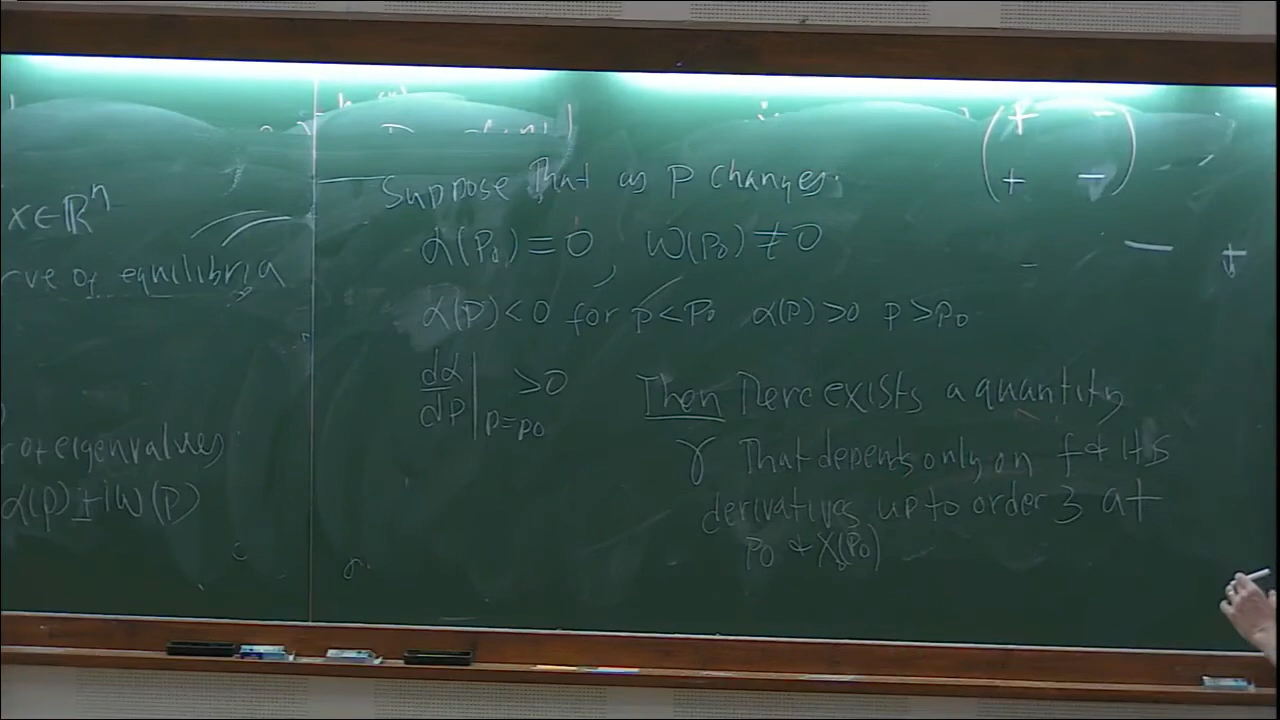 x∈ℝⁿ
rve of equilibria
r of eigenvalues
α(p)±iω(p)
Suppose that as p changes.
α(p₀)=0, ω(p₀)≠0
α(p)<0 for p<p₀ α(p)>0 p>p₀
dα/dp|p=p₀ >0
Then there exists a quantity
γ that depends only on f & its
derivatives up to order 3 at
p₀ & X₀(p₀)
(+ -
+ -)
- +